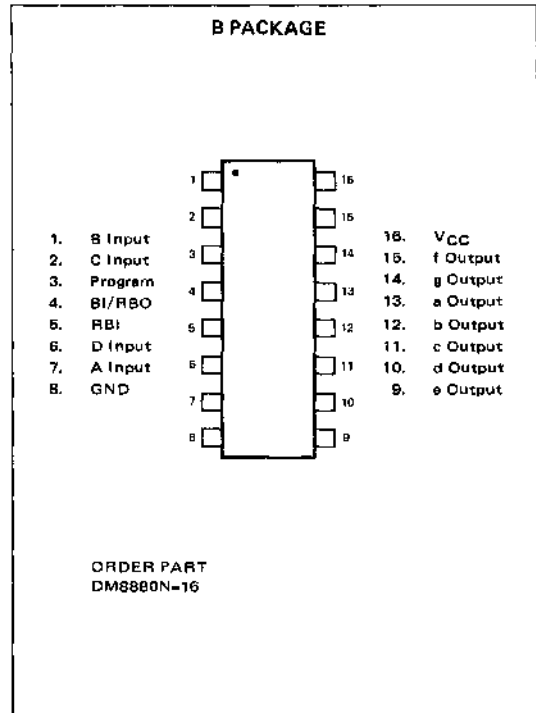 B PACKAGE
1. B Input
2. C Input
3. Program
4. BI/RBO
5. RBI
6. D Input
7. A Input
8. GND
1
2
3
4
5
6
7
8
16
15
14
13
12
11
10
9
16. VCC
15. f Output
14. g Output
13. a Output
12. b Output
11. c Output
10. d Output
9. e Output
ORDER PART
DM8880N-16